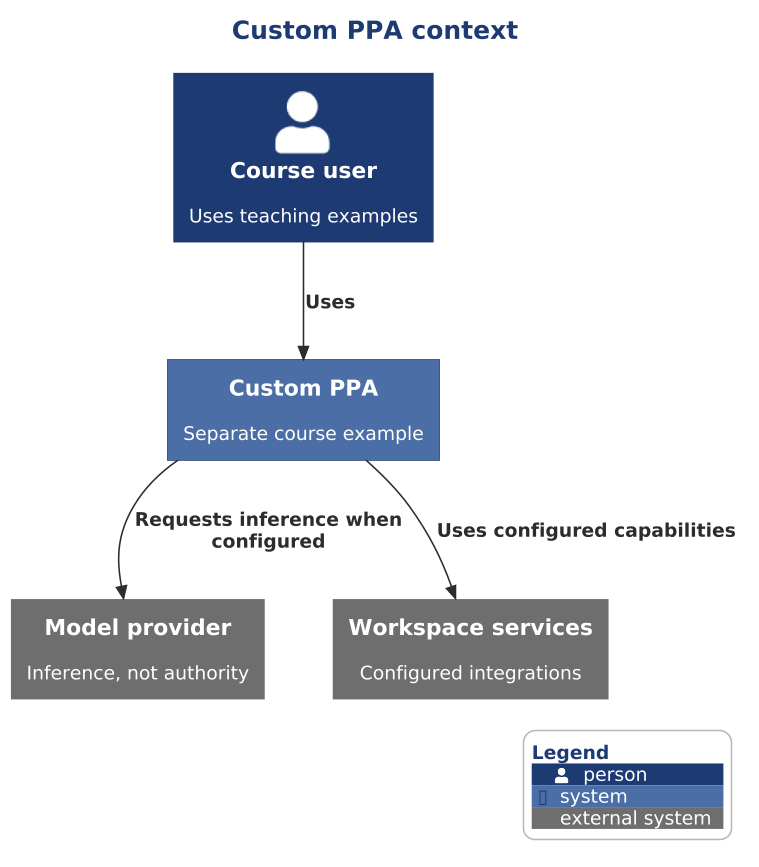 Custom PPA context
Course user
Uses teaching examples
Uses
Custom PPA
Separate course example
Requests inference when
configured
Uses configured capabilities
Model provider
Inference, not authority
Workspace services
Configured integrations
Legend
person
system
external system